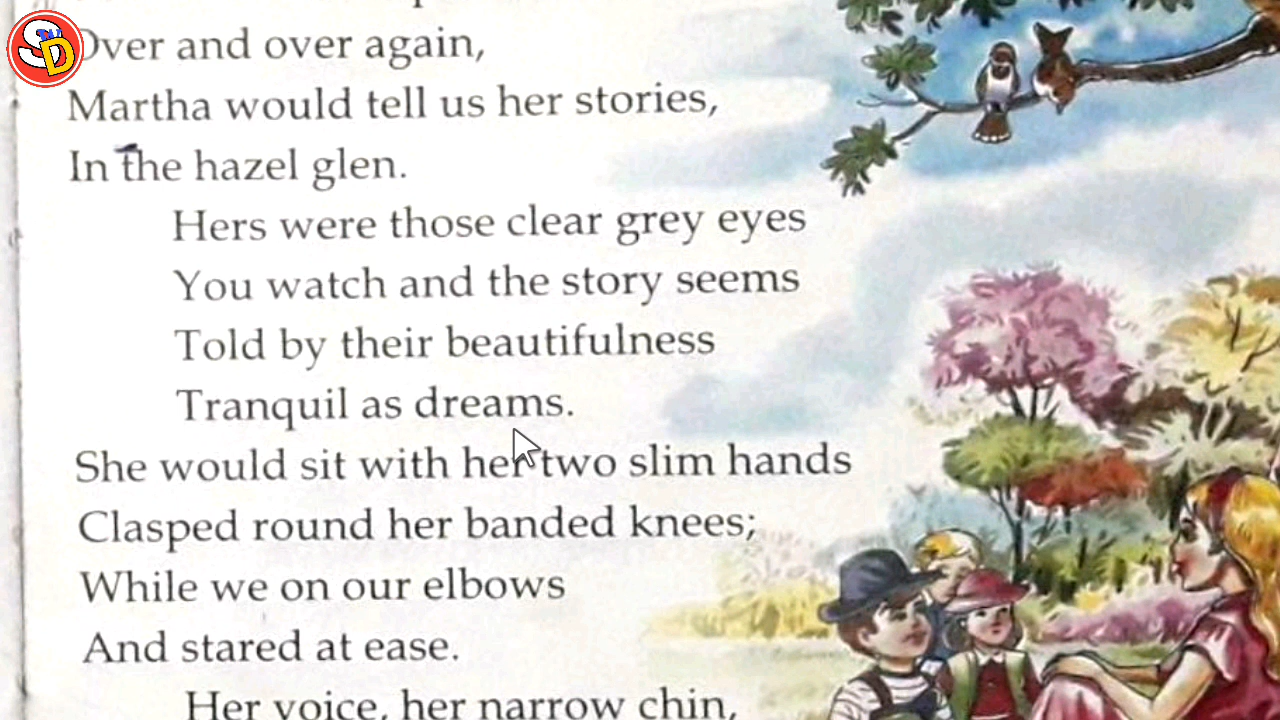 Over and over again,
Martha would tell us her stories,
In the hazel glen.
Hers were those clear grey eyes
You watch and the story seems
Told by their beautifulness
Tranquil as dreams.
She would sit with her two slim hands
Clasped round her banded knees;
While we on our elbows
And stared at ease.
Her voice, her narrow chin,